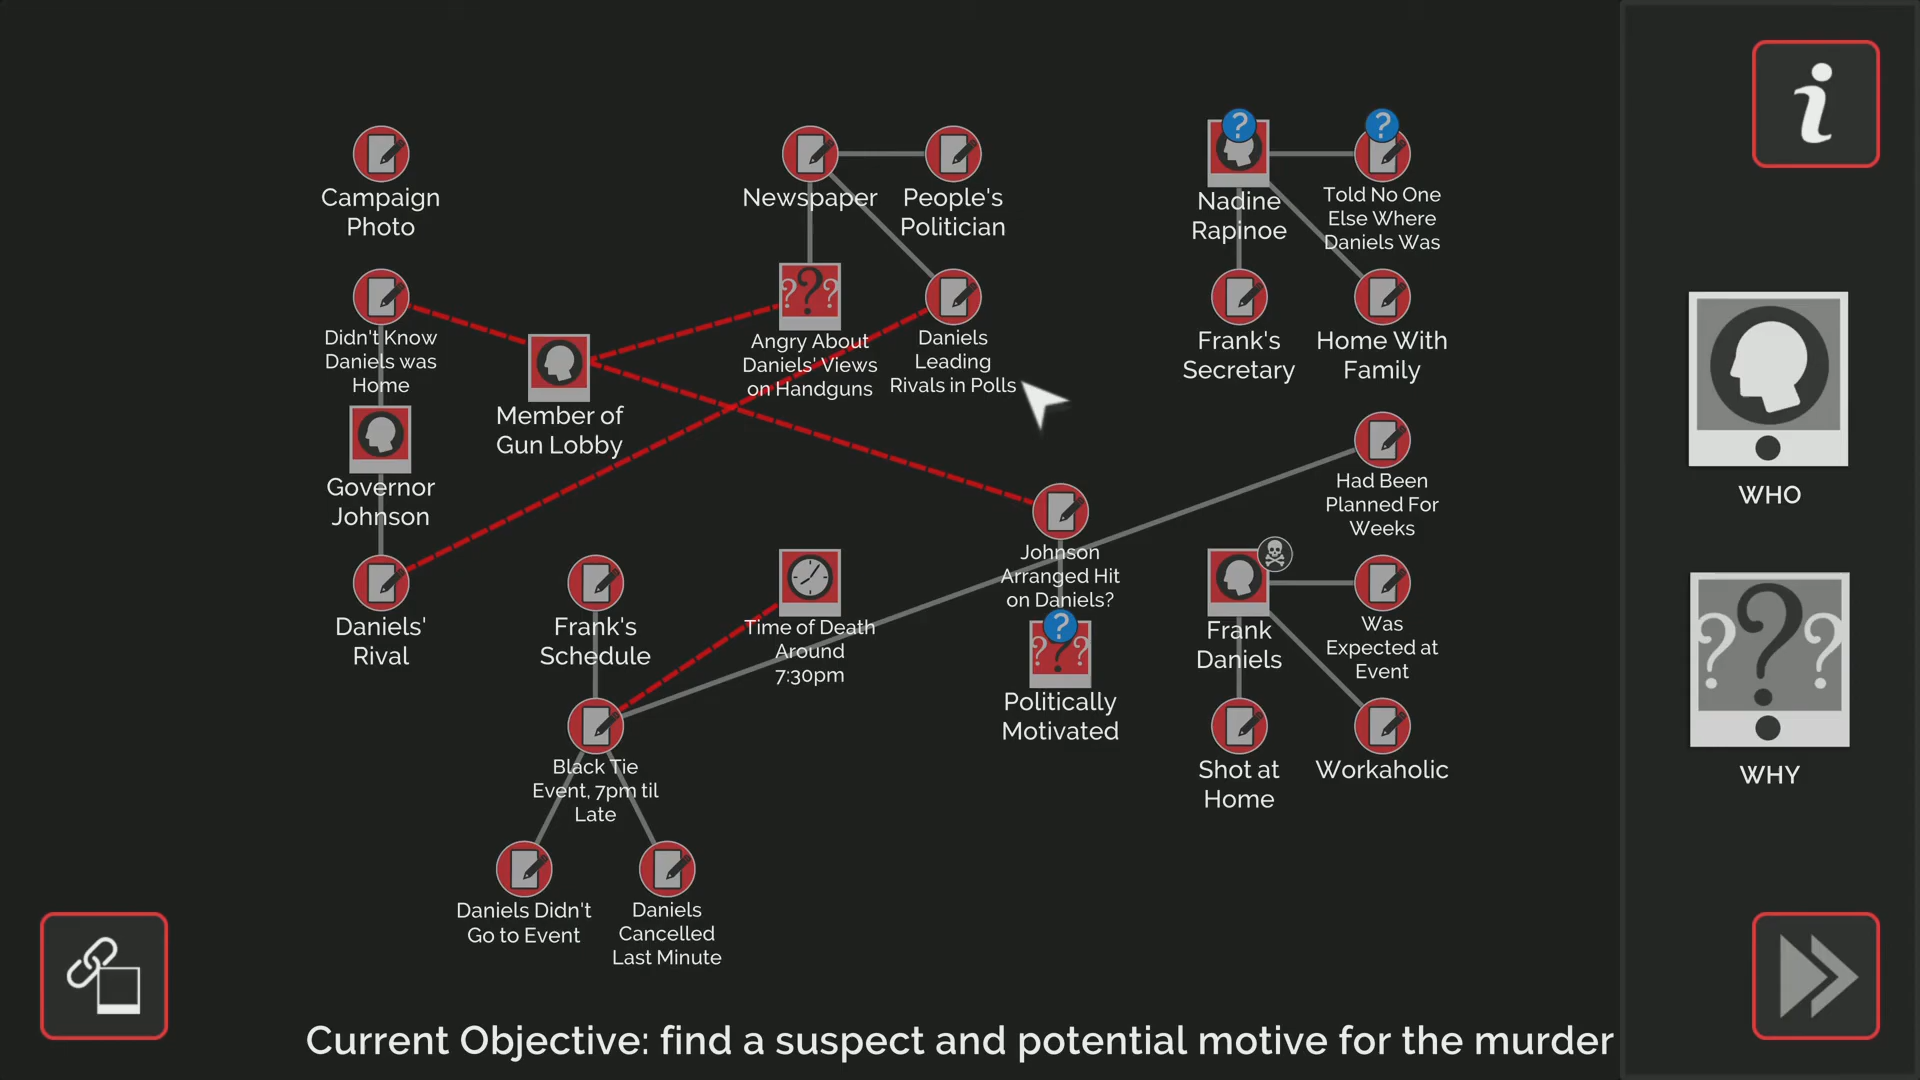 Campaign
Photo
Newspaper
People's
Politician
Nadine
Rapinoe
Told No One
Else Where
Daniels Was
Didn't Know
Daniels was
Home
Member of
Gun Lobby
Angry About
Daniels' Views
on Handguns
Daniels
Leading
Rivals in Polls
Frank's
Secretary
Home With
Family
Governor
Johnson
Had Been
Planned For
Weeks
WHO
Daniels'
Rival
Frank's
Schedule
Time of Death
Around
7:30pm
Johnson
Arranged Hit
on Daniels?
Frank
Daniels
Was
Expected at
Event
Politically
Motivated
Black Tie
Event, 7pm til
Late
Shot at
Home
Workaholic
WHY
Daniels Didn't
Go to Event
Daniels
Cancelled
Last Minute
Current Objective: find a suspect and potential motive for the murder